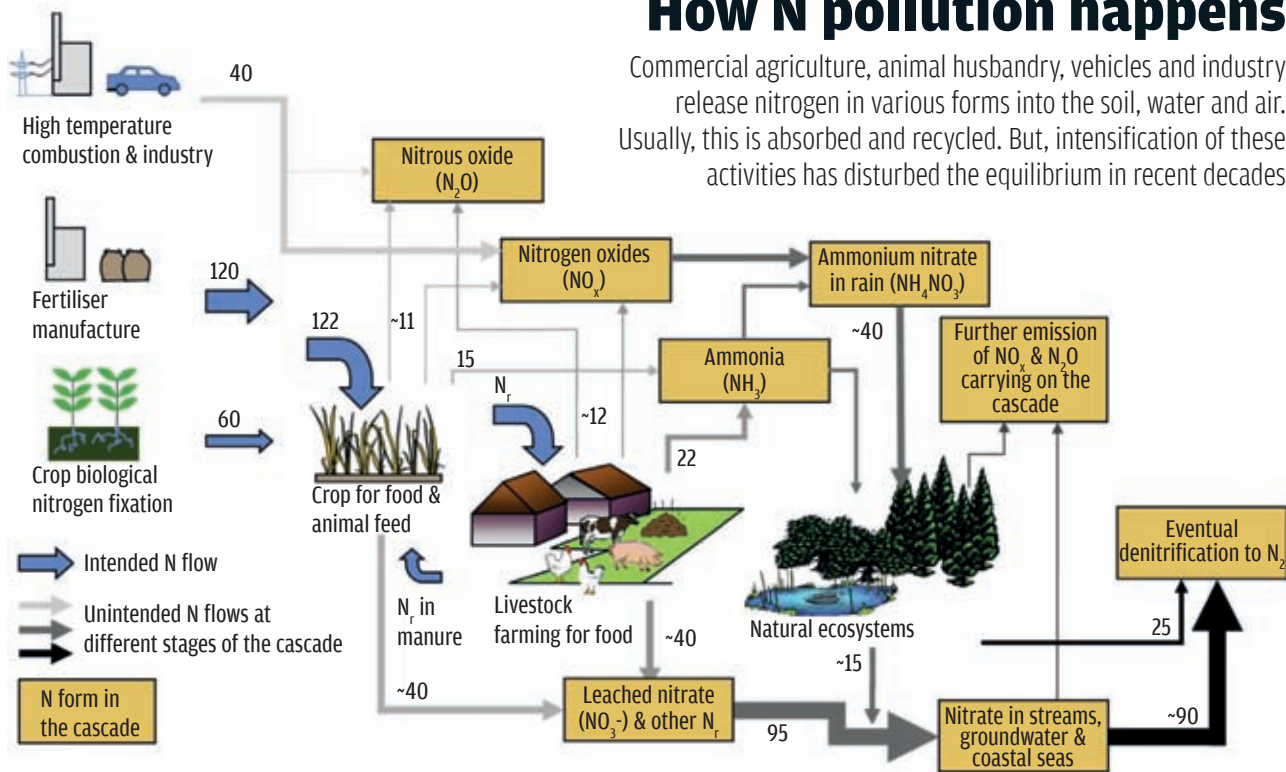 How N pollution happens
Commercial agriculture, animal husbandry, vehicles and industry
release nitrogen in various forms into the soil, water and air.
Usually, this is absorbed and recycled. But, intensification of these
activities has disturbed the equilibrium in recent decades
40
High temperature
combustion & industry
Nitrous oxide
(N₂O)
Nitrogen oxides
(NOₓ)
Ammonium nitrate
in rain (NH₄NO₃)
120
Fertiliser
manufacture
122
~11
15
Ammonia
(NH₃)
~40
Further emission
of NOₓ & N₂O
carrying on the
cascade
Nᵣ
~12
60
22
Crop biological
nitrogen fixation
Crop for food &
animal feed
Eventual
denitrification to N₂
Intended N flow
Unintended N flows at
different stages of the cascade
Nᵣ in
manure
Livestock
farming for food
Natural ecosystems
25
~40
~15
N form in
the cascade
~40
Leached nitrate
(NO₃-) & other Nᵣ
95
Nitrate in streams,
groundwater &
coastal seas
~90